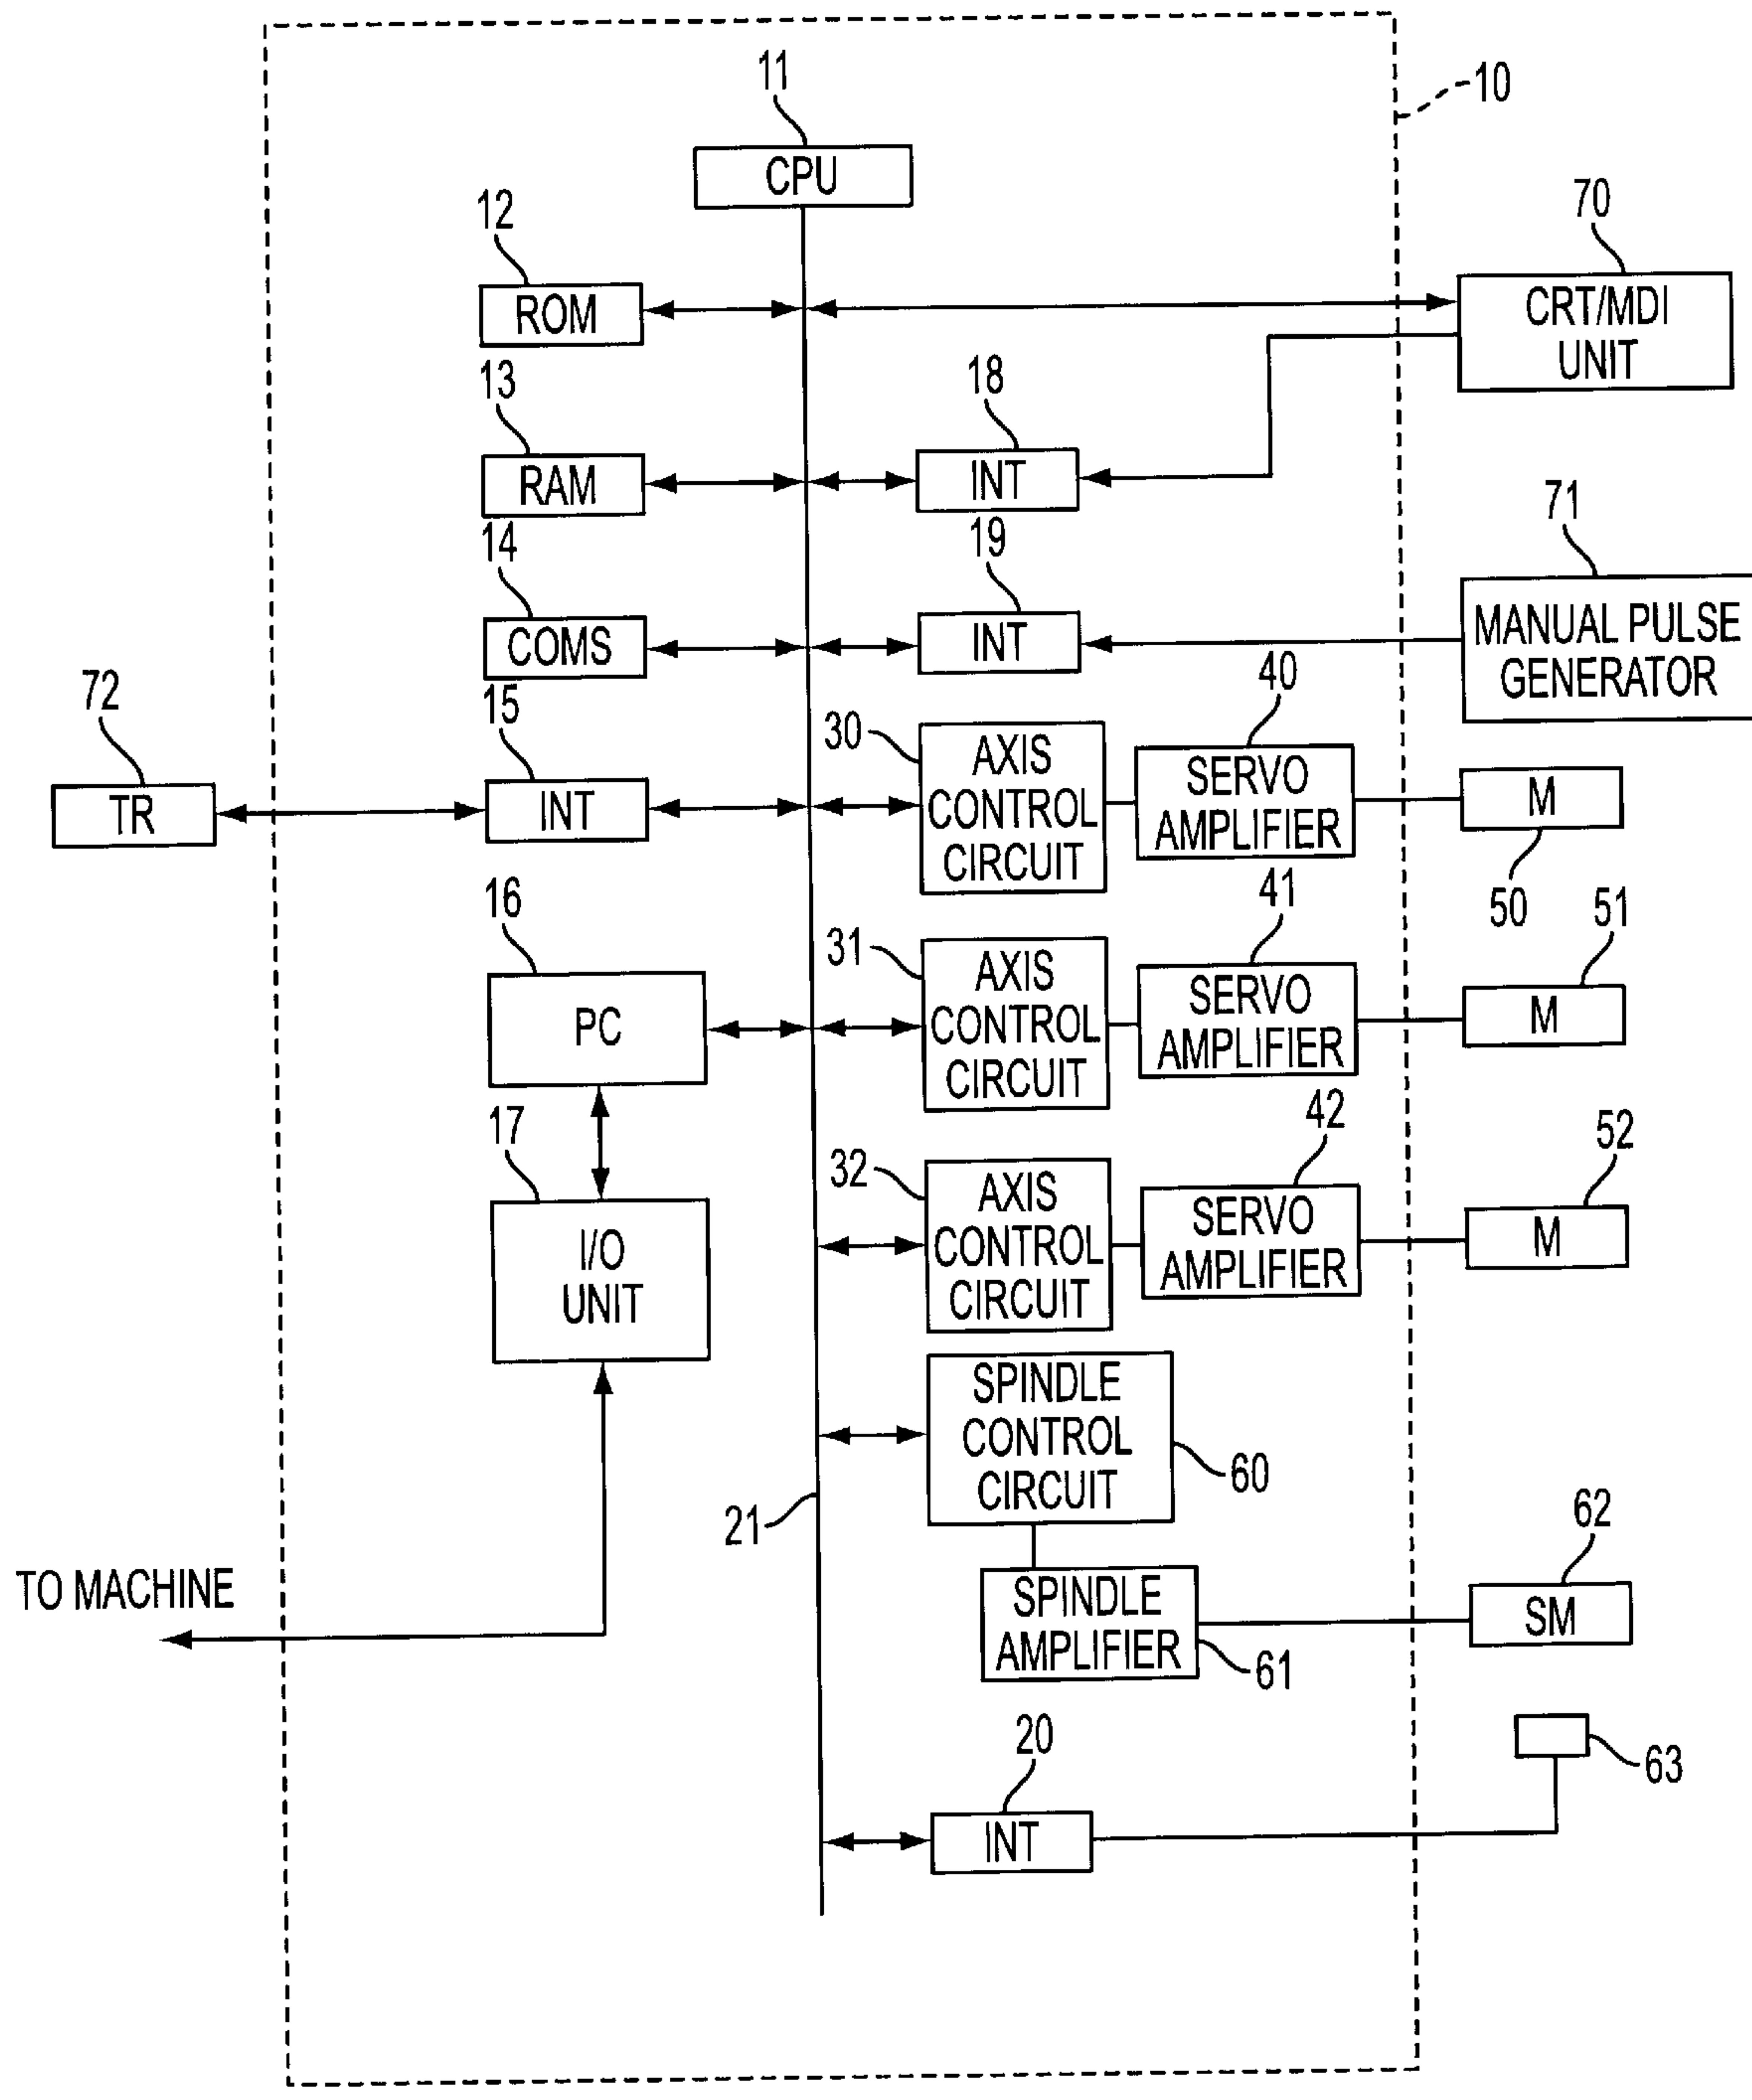 11
10
CPU
12
70
ROM
CRT/MDI
UNIT
13
18
RAM
INT
71
14
19
COMS
INT
MANUAL PULSE
GENERATOR
72
15
30
40
TR
INT
AXIS
CONTROL
CIRCUIT
SERVO
AMPLIFIER
M
50
16
31
41
51
PC
AXIS
CONTROL
CIRCUIT
SERVO
AMPLIFIER
M
17
32
42
52
I/O
UNIT
AXIS
CONTROL
CIRCUIT
SERVO
AMPLIFIER
M
SPINDLE
CONTROL
CIRCUIT
60
21
62
TO MACHINE
SPINDLE
AMPLIFIER
61
SM
20
63
INT